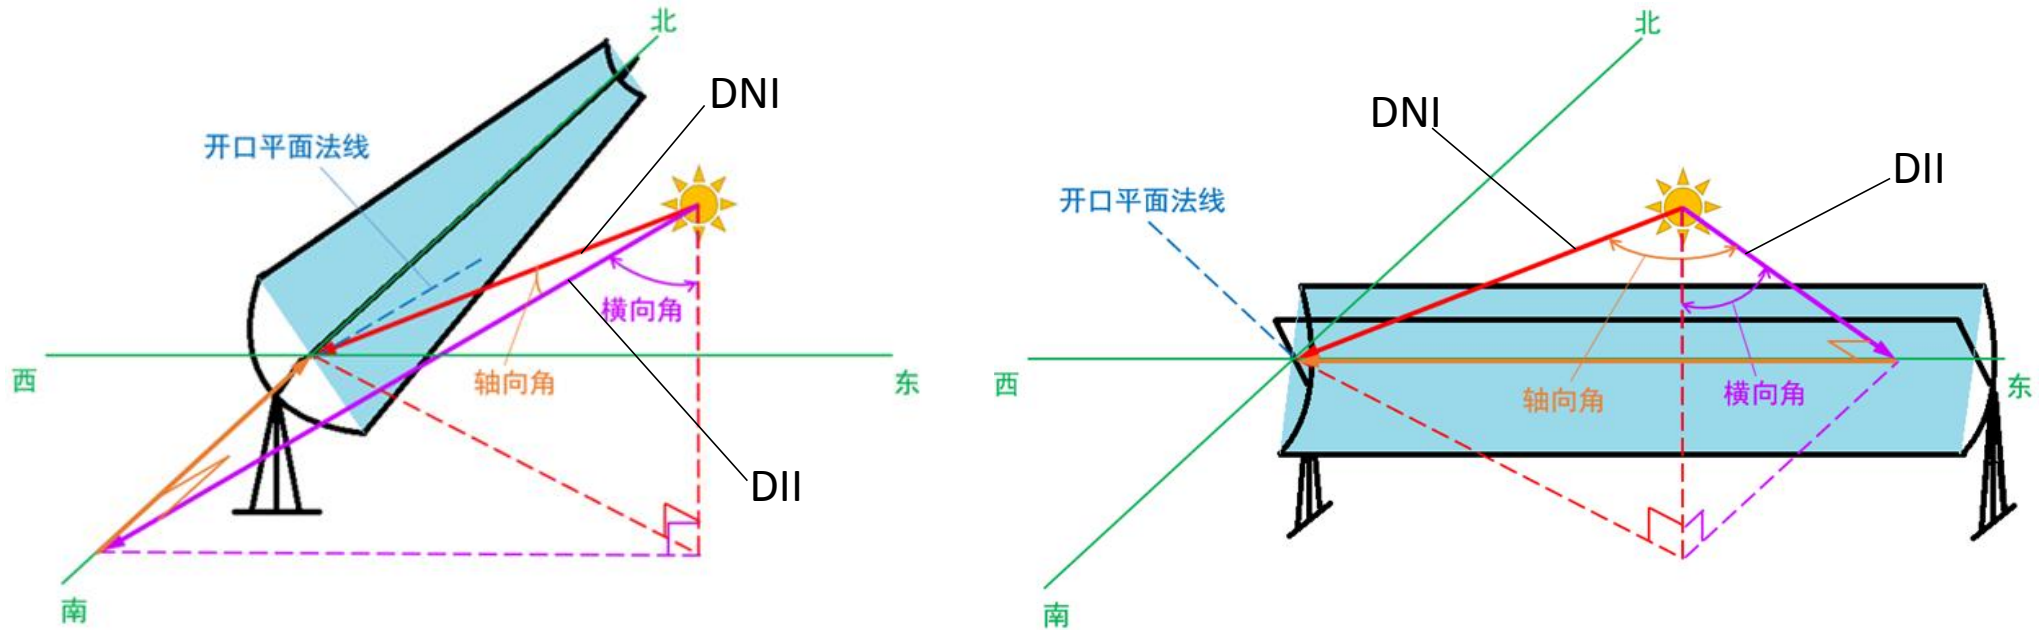 北
DNI
开口平面法线
横向角
西
轴向角
东
DII
南
北
DNI
DII
开口平面法线
西
轴向角
横向角
东
南